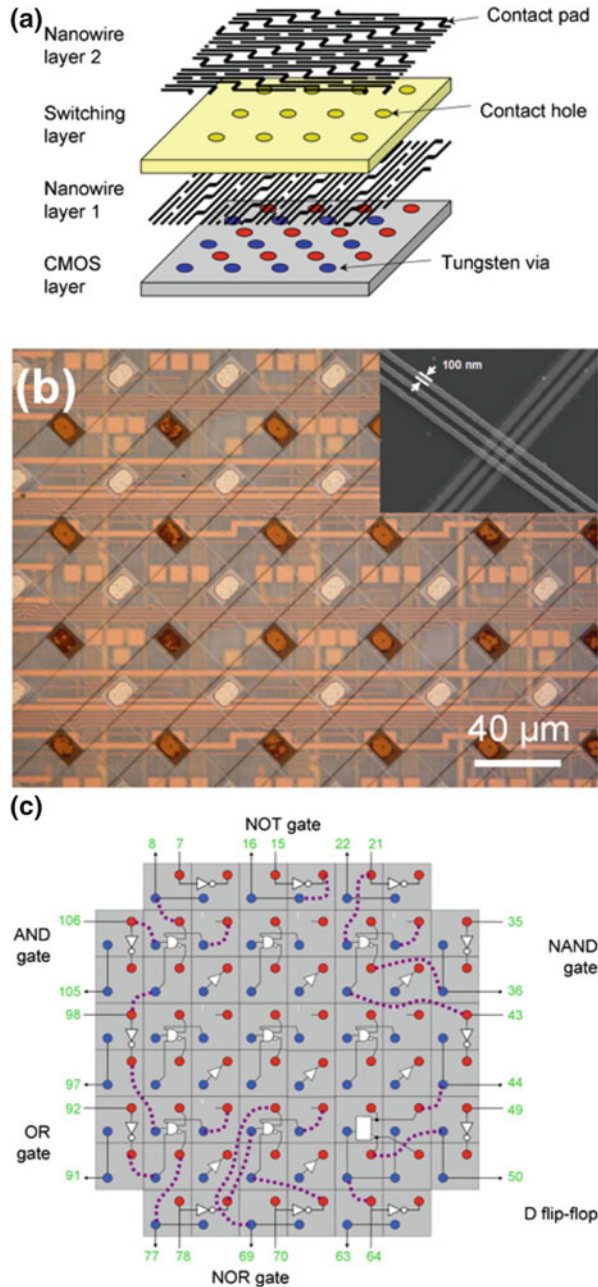 (a)
Nanowire
layer 2
Contact pad
Switching
layer
Contact hole
Nanowire
layer 1
CMOS
layer
Tungsten via
(b)
100 nm
40 µm
(c)
NOT gate
8 7 16 15 22 21
106 35
AND
gate
NAND
gate
105 36
98 43
97 44
92 49
OR
gate
91 50
D flip-flop
77 78 69 70 63 64
NOR gate